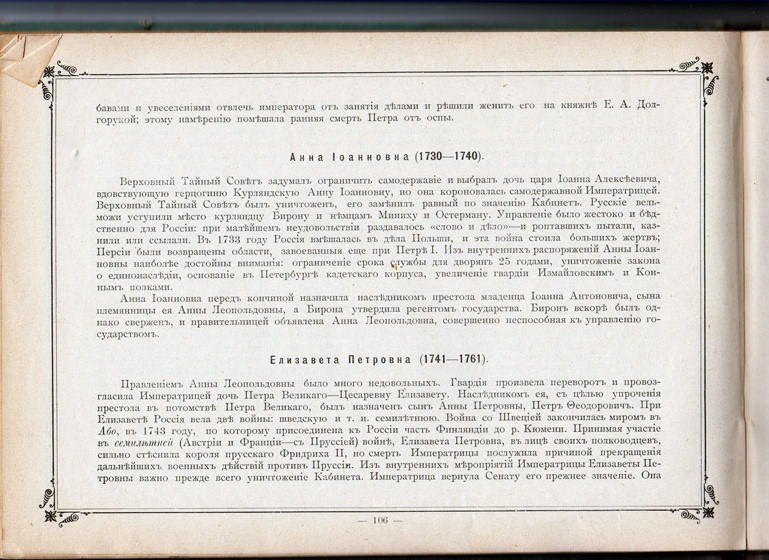 бавами и увеселеніями отвлечь императора отъ занятія дѣлами и рѣшили женить его на княжнѣ Е. А. Дол-
горукой; этому намѣренію помѣшала ранняя смерть Петра отъ оспы.
Анна Іоанновна (1730—1740).
Верховный Тайный Совѣтъ задумалъ ограничить самодержавіе и выбралъ дочь царя Іоанна Алексѣевича,
вдовствующую герцогиню Курляндскую Анну Іоанновну, но она короновалась самодержавной Императрицей.
Верховный Тайный Совѣтъ былъ уничтоженъ, его замѣнилъ равный по значенію Кабинетъ. Русскіе вель-
можи уступили мѣсто курляндцу Бирону и нѣмцамъ Миниху и Остерману. Управленіе было жестоко и бѣд-
ственно для Россіи: при малѣйшемъ неудовольствіи раздавалось «слово и дѣло»—и роптавшихъ пытали, каз-
нили или ссылали. Въ 1733 году Россія вмѣшалась въ дѣла Польши, и эта война стоила большихъ жертвъ;
Персіи были возвращены области, завоеванныя еще при Петрѣ I. Изъ внутреннихъ распоряженій Анны Іоан-
новны наиболѣе достойны вниманія: ограниченіе срока службы для дворянъ 25 годами, уничтоженіе закона
о единонаслѣдіи, основаніе въ Петербургѣ кадетскаго корпуса, увеличеніе гвардіи Измайловскимъ и Кон-
нымъ полками.
Анна Іоанновна передъ кончиной назначила наслѣдникомъ престола младенца Іоанна Антоновича, сына
племянницы ея Анны Леопольдовны, а Бирона утвердила регентомъ государства. Биронъ вскорѣ былъ од-
нако сверженъ, и правительницей объявлена Анна Леопольдовна, совершенно неспособная къ управленію го-
сударствомъ.
Елизавета Петровна (1741—1761).
Правленіемъ Анны Леопольдовны было много недовольныхъ. Гвардія произвела переворотъ и провоз-
гласила Императрицей дочь Петра Великаго—Цесаревну Елизавету. Наслѣдникомъ ея, съ цѣлью упроченія
престола въ потомствѣ Петра Великаго, былъ назначенъ сынъ Анны Петровны, Петръ Ѳеодоровичъ. При
Елизаветѣ Россія вела двѣ войны: шведскую и т. н. семилѣтнюю. Война со Швеціей закончилась миромъ въ
Або, въ 1743 году, по которому присоединена къ Россіи часть Финляндіи до р. Кюмени. Принимая участіе
въ семилѣтней (Австріи и Франціи—съ Пруссіей) войнѣ, Елизавета Петровна, въ лицѣ своихъ полководцевъ,
сильно стѣснила короля прусскаго Фридриха II, но смерть Императрицы послужила причиной прекращенія
дальнѣйшихъ военныхъ дѣйствій противъ Пруссіи. Изъ внутреннихъ мѣропріятій Императрицы Елизаветы Пе-
тровны важно прежде всего уничтоженіе Кабинета. Императрица вернула Сенату его прежнее значеніе. Она
— 106 —